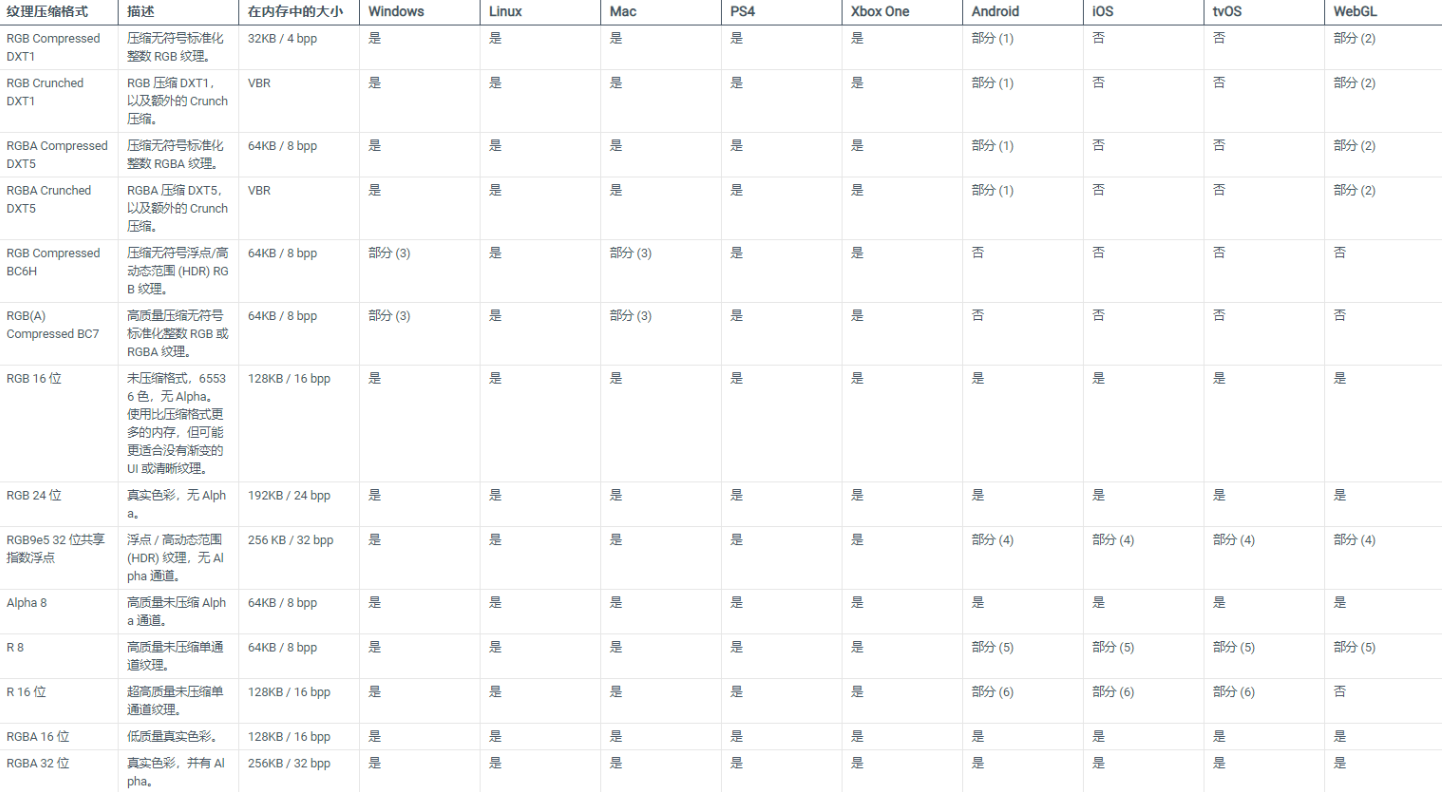 纹理压缩格式 描述 在内存中的大小 Windows Linux Mac PS4 Xbox One Android iOS tvOS WebGL
RGB Compressed 压缩无符号标准化 32KB / 4 bpp 是 是 是 是 是 部分 (1) 否 否 部分 (2)
DXT1 整数 RGB 纹理。
RGB Crunched RGB 压缩 DXT1， VBR 是 是 是 是 是 部分 (1) 否 否 部分 (2)
DXT1 以及额外的 Crunch
压缩。
RGBA Compressed 压缩无符号标准化 64KB / 8 bpp 是 是 是 是 是 部分 (1) 否 否 部分 (2)
DXT5 整数 RGBA 纹理。
RGBA Crunched RGBA 压缩 DXT5， VBR 是 是 是 是 是 部分 (1) 否 否 部分 (2)
DXT5 以及额外的 Crunch
压缩。
RGB Compressed 压缩无符号浮点/高 64KB / 8 bpp 部分 (3) 是 部分 (3) 是 是 否 否 否 否
BC6H 动态范围 (HDR) RG
B 纹理。
RGB(A) 高质量压缩无符号 64KB / 8 bpp 部分 (3) 是 部分 (3) 是 是 否 否 否 否
Compressed BC7 标准化整数 RGB 或
RGBA 纹理。
RGB 16 位 未压缩格式，6553 128KB / 16 bpp 是 是 是 是 是 是 是 是 是
6 色，无 Alpha。
使用比压缩格式更
多的内存，但可能
更适合没有渐变的
UI 或清晰纹理。
RGB 24 位 真实色彩，无 Alph 192KB / 24 bpp 是 是 是 是 是 是 是 是 是
a。
RGB9e5 32 位共享 浮点 / 高动态范围 256 KB / 32 bpp 是 是 是 是 是 部分 (4) 部分 (4) 部分 (4) 部分 (4)
指数浮点 (HDR) 纹理，无 Al
pha 通道。
Alpha 8 高质量未压缩 Alph 64KB / 8 bpp 是 是 是 是 是 是 是 是 是
a 通道。
R 8 高质量未压缩单通 64KB / 8 bpp 是 是 是 是 是 部分 (5) 部分 (5) 部分 (5) 部分 (5)
道纹理。
R 16 位 超高质量未压缩单 128KB / 16 bpp 是 是 是 是 是 部分 (6) 部分 (6) 部分 (6) 否
通道纹理。
RGBA 16 位 低质量真实色彩。 128KB / 16 bpp 是 是 是 是 是 是 是 是 是
RGBA 32 位 真实色彩，并有 Al 256KB / 32 bpp 是 是 是 是 是 是 是 是 是
pha。